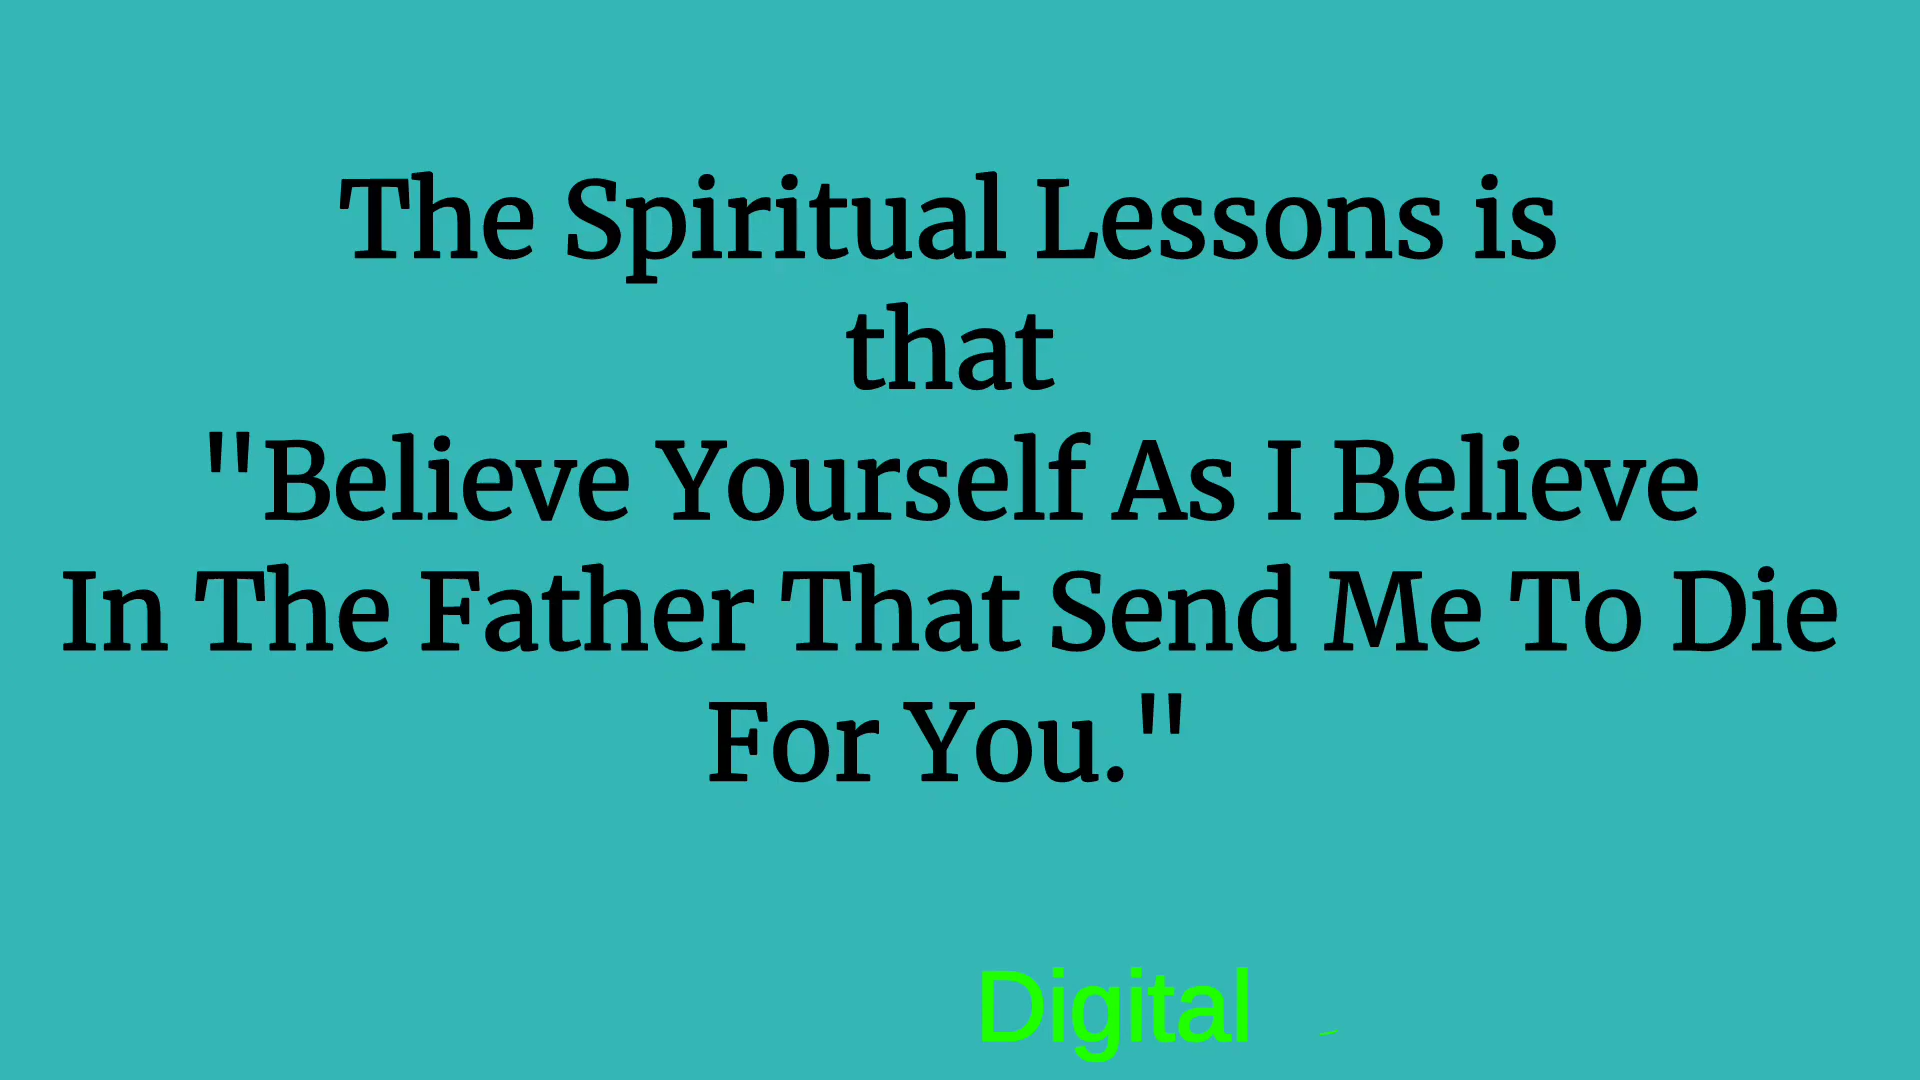 The Spiritual Lessons is
that
"Believe Yourself As I Believe
In The Father That Send Me To Die
For You."
Digital